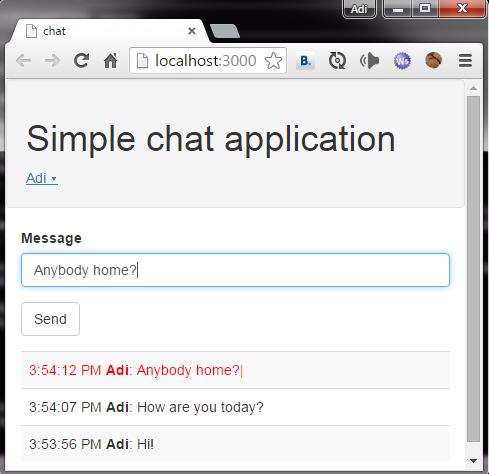 Adi
chat
localhost:3000
B.
Ws
Simple chat application
Adi ▾
Message
Anybody home?
Send
3:54:12 PM Adi: Anybody home?|
3:54:07 PM Adi: How are you today?
3:53:56 PM Adi: Hi!